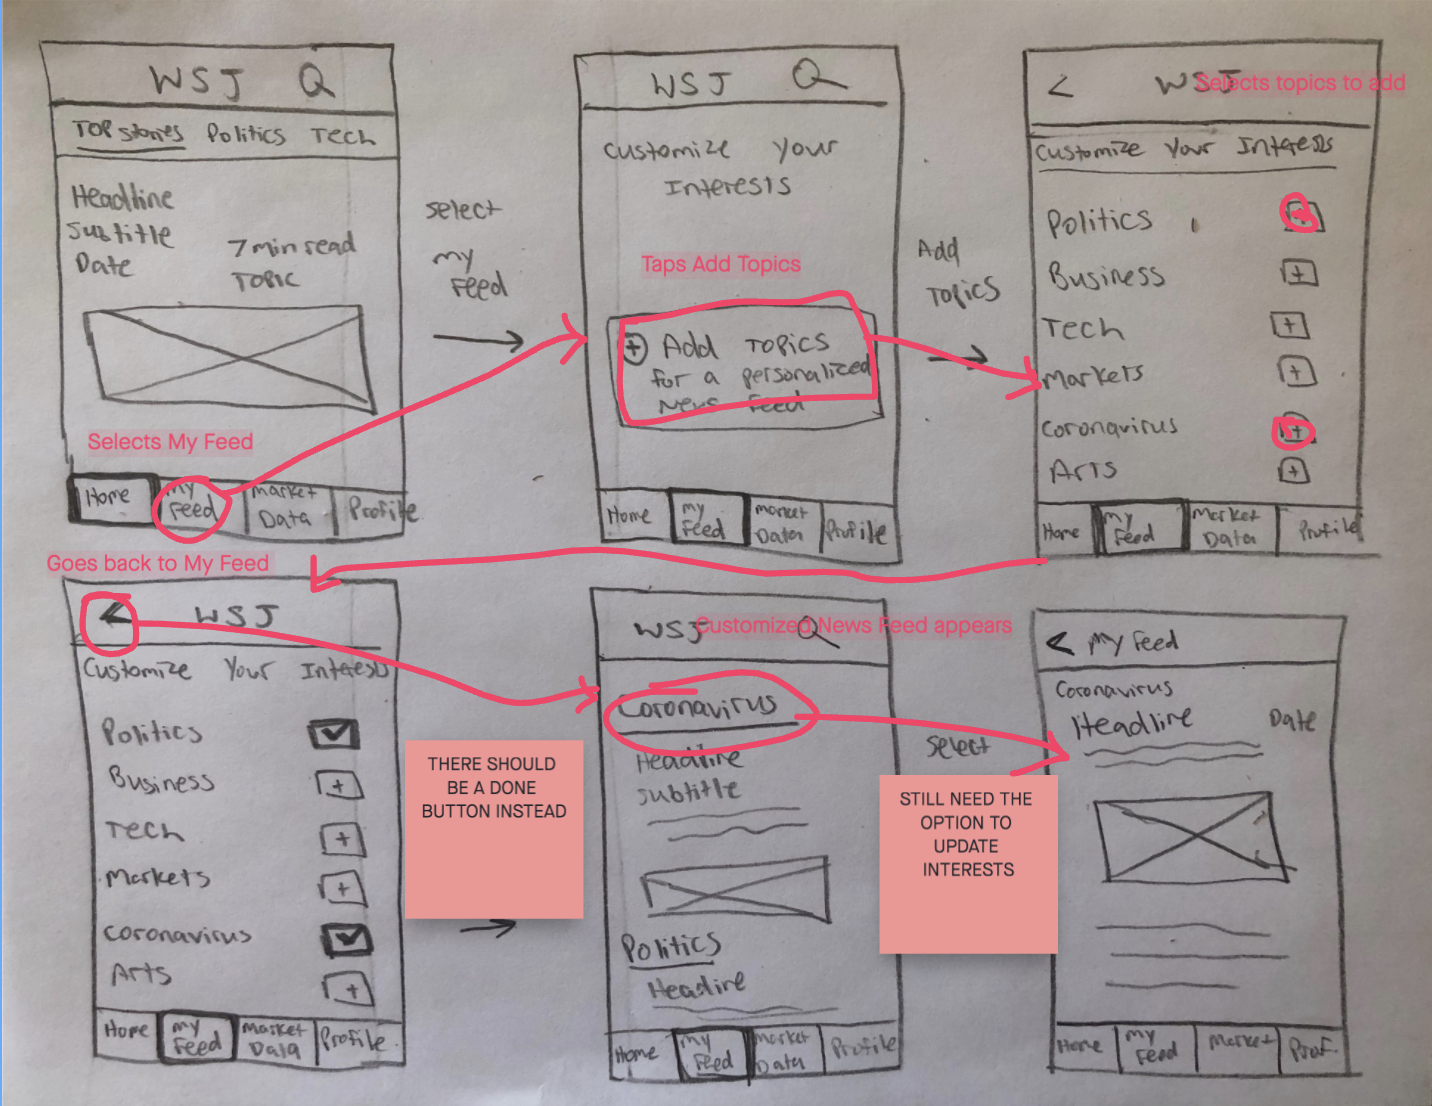 WSJ
TOP stories Politics Tech
Headline
Subtitle
Date
7 min read
TOPIC
Selects My Feed
Home
my
Feed
market
Data
Profile
select
my
Feed
WSJ
customize your
Interests
Taps Add Topics
+ Add Topics
for a personalized
News Feed
Home
my
Feed
market
Data
Profile
Add
Topics
< WSJ
Selects topics to add
Customize Your Interests
Politics +
Business +
Tech +
markets +
coronavirus +
Arts +
Home
my
Feed
Market
Data
Profile
Goes back to My Feed
WSJ
Customize Your Interests
Politics
Business +
Tech +
markets +
coronavirus
Arts +
Home
my
Feed
market
Data
Profile
THERE SHOULD
BE A DONE
BUTTON INSTEAD
WSJ
Customized News Feed appears
Coronavirus
Headline
subtitle
Politics
Headline
Home
my
Feed
market
Data
Profile
Select
STILL NEED THE
OPTION TO
UPDATE
INTERESTS
< My Feed
Coronavirus
Headline Date
Home
my
Feed
Market
Prof.